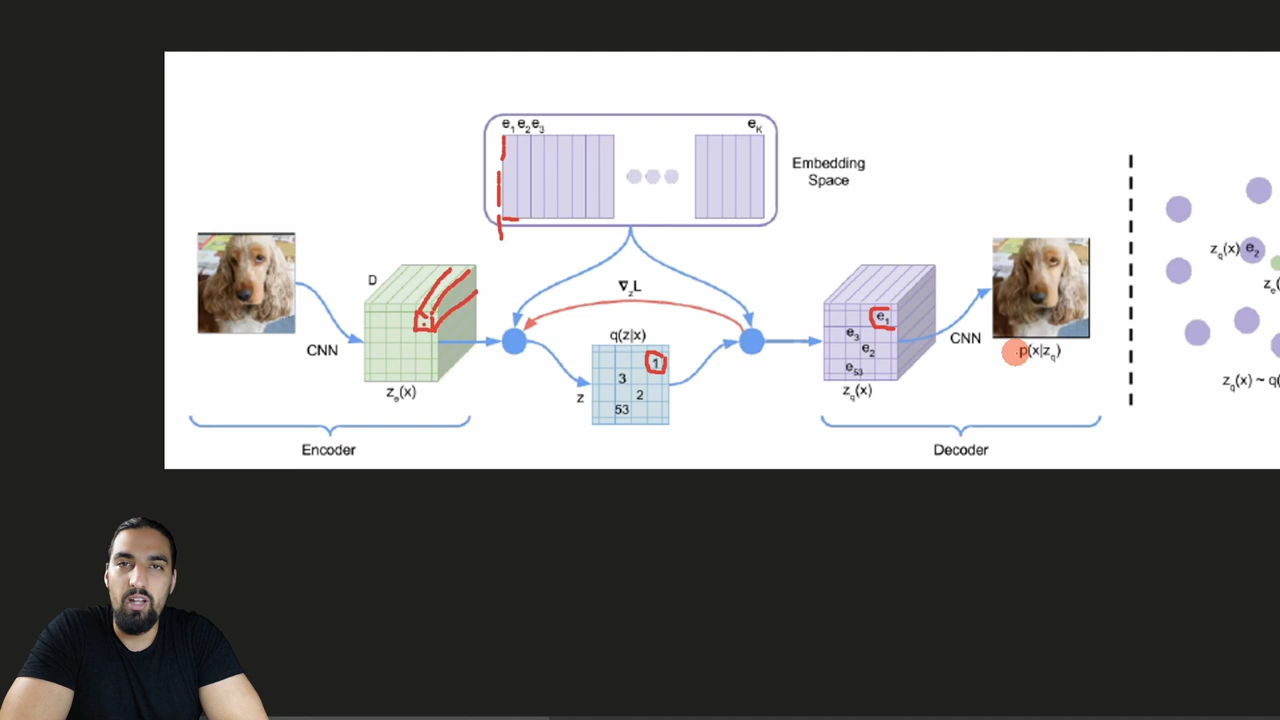 e1 e2 e3
eK
Embedding
Space
D
∇zL
q(z|x)
1
3
2
53
z
CNN
ze(x)
Encoder
e1
e3
e2
e53
zq(x)
CNN
p(x|zq)
Decoder
zq(x) e2
ze(
zq(x) ~ q(